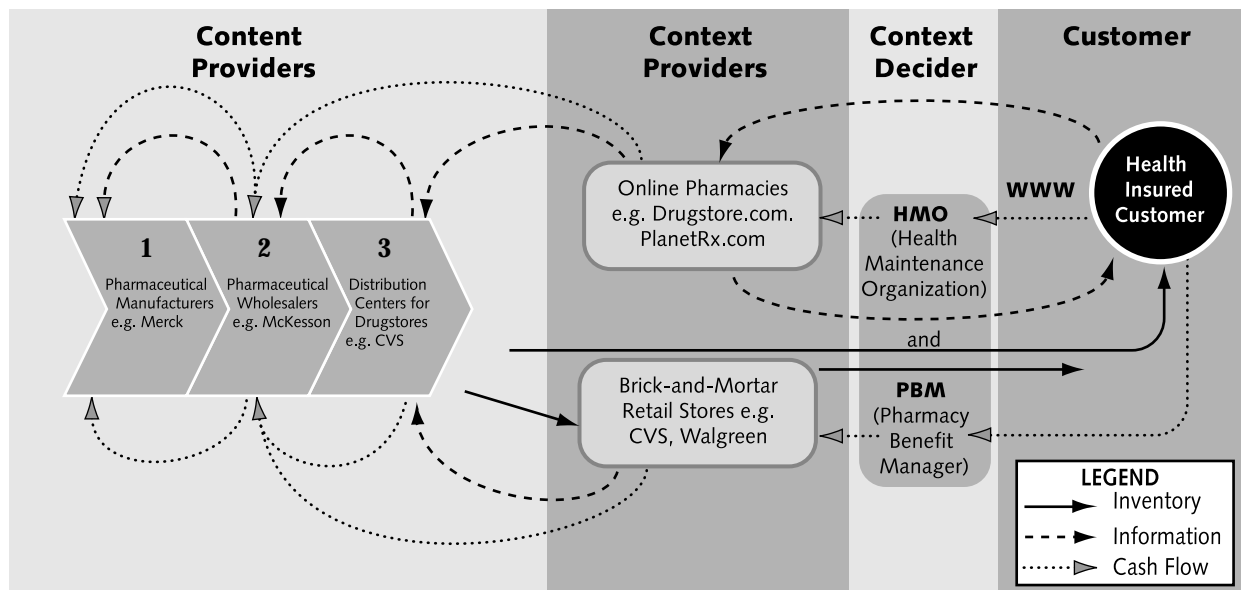 Content
Providers
Context
Providers
Context
Decider
Customer
1
Pharmaceutical
Manufacturers
e.g. Merck
2
Pharmaceutical
Wholesalers
e.g. McKesson
3
Distribution
Centers for
Drugstores
e.g. CVS
Online Pharmacies
e.g. Drugstore.com.
PlanetRx.com
Brick-and-Mortar
Retail Stores e.g.
CVS, Walgreen
HMO
(Health
Maintenance
Organization)
and
PBM
(Pharmacy
Benefit
Manager)
WWW
Health
Insured
Customer
LEGEND
Inventory
Information
Cash Flow